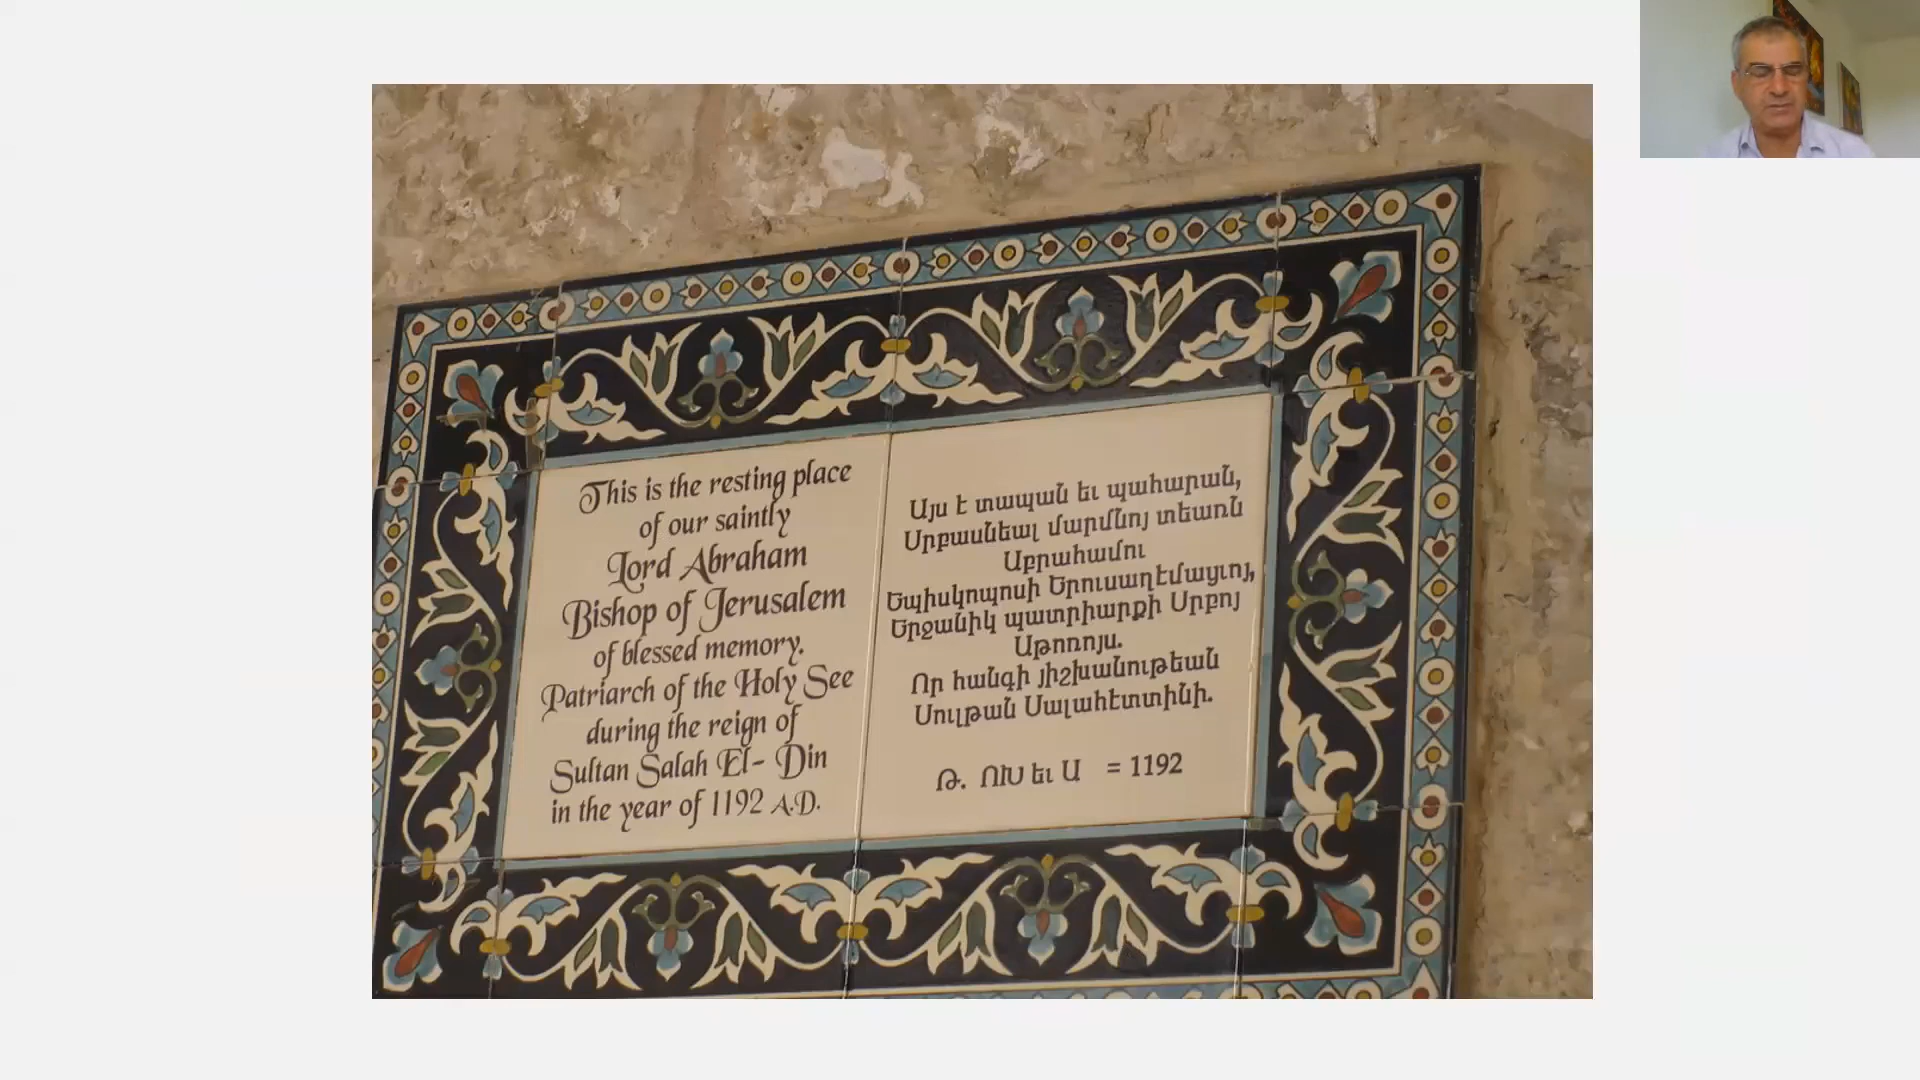 This is the resting place
of our saintly
Lord Abraham
Bishop of Jerusalem
of blessed memory.
Patriarch of the Holy See
during the reign of
Sultan Salah El- Din
in the year of 1192 A.D.
Այս է տապան եւ պահարան,
Սրբասնեալ մարմնոյ տեառն
Աբրահամու
Եպիսկոպոսի Երուսաղէմայւոյ,
Երջանիկ պատրիարքի Սրբոյ
Աթոռոյս.
Որ հանգի յիշխանութեան
Սուլթան Սալահէտտինի.
Թ. ՈԽ եւ Ա = 1192